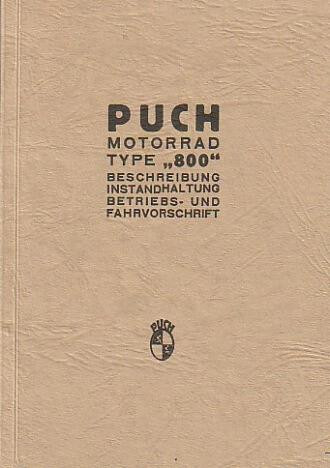 PUCH
MOTORRAD
TYPE „800“
BESCHREIBUNG
INSTANDHALTUNG
BETRIEBS- UND
FAHRVORSCHRIFT
PUCH